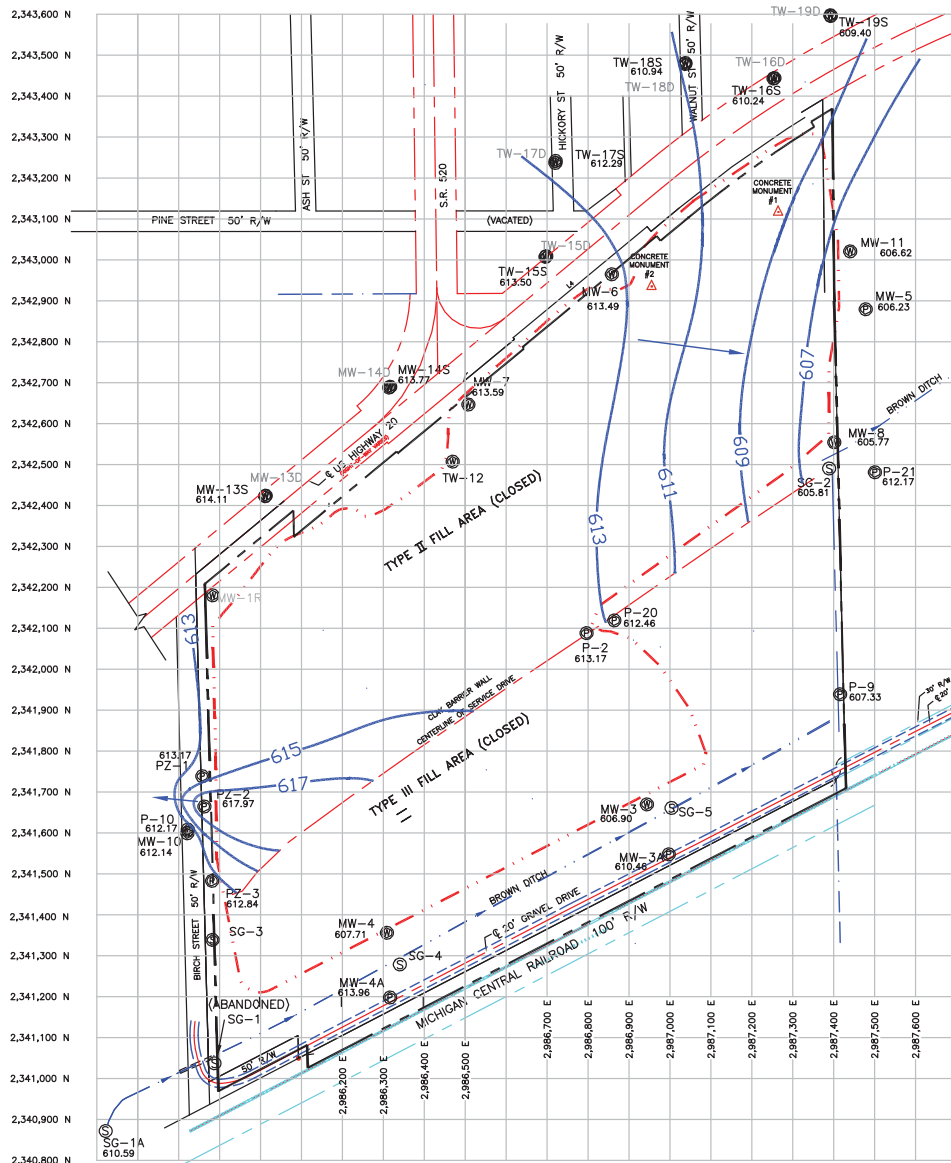 2,343,600 N
2,343,500 N
2,343,400 N
2,343,300 N
2,343,200 N
2,343,100 N
2,343,000 N
2,342,900 N
2,342,800 N
2,342,700 N
2,342,600 N
2,342,500 N
2,342,400 N
2,342,300 N
2,342,200 N
2,342,100 N
2,342,000 N
2,341,900 N
2,341,800 N
2,341,700 N
2,341,600 N
2,341,500 N
2,341,400 N
2,341,300 N
2,341,200 N
2,341,100 N
2,341,000 N
2,340,900 N
2,340,800 N
TW-19D
TW-19S
609.40
TW-18S
610.94
TW-18D
TW-16D
TW-16S
610.24
HICKORY ST 50' R/W
WALNUT ST 50' R/W
ASH ST 50' R/W
S.R. 520
TW-17D
TW-17S
612.29
CONCRETE
MONUMENT
#1
PINE STREET 50' R/W
(VACATED)
TW-15D
TW-15S
613.50
CONCRETE
MONUMENT
#2
MW-11
606.62
MW-6
613.49
L4
MW-5
606.23
MW-14D
MW-14S
613.77
MW-7
613.59
607
BROWN DITCH
MW-8
605.77
℄ US HIGHWAY 20
609
611
613
TW-12
SG-2
605.81
P-21
612.17
MW-13D
MW-13S
614.11
TYPE II FILL AREA (CLOSED)
MW-1R
613
P-20
612.46
P-2
613.17
P-9
607.33
30' R/W
℄ 20'
CLAY BARRIER WALL
CENTERLINE OF SERVICE DRIVE
615
613.17
PZ-1
617
TYPE III FILL AREA (CLOSED)
PZ-2
617.97
P-10
612.17
MW-10
612.14
MW-3
606.90
SG-5
MW-3A
610.46
PZ-3
612.84
BIRCH STREET 50' R/W
BROWN DITCH
℄ 20' GRAVEL DRIVE
SG-3
MW-4
607.71
SG-4
MW-4A
613.96
MICHIGAN CENTRAL RAILROAD 100' R/W
(ABANDONED)
SG-1
50' R/W
SG-1A
610.59
2,986,200 E
2,986,300 E
2,986,400 E
2,986,500 E
2,986,700 E
2,986,800 E
2,986,900 E
2,987,000 E
2,987,100 E
2,987,200 E
2,987,300 E
2,987,400 E
2,987,500 E
2,987,600 E